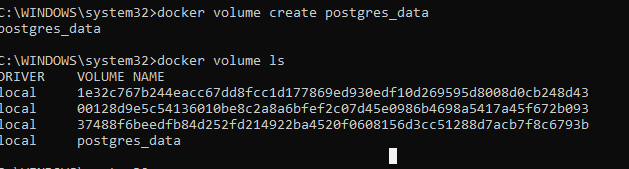 C:\WINDOWS\system32>docker volume create postgres_data
postgres_data
C:\WINDOWS\system32>docker volume ls
DRIVER    VOLUME NAME
local     1e32c767b244eacc67dd8fcc1d177869ed930edf10d269595d8008d0cb248d43
local     00128d9e5c54136010be8c2a8a6bfef2c07d45e0986b4698a5417a45f672b093
local     37488f6beedfb84d252fd214922ba4520f0608156d3cc51288d7acb7f8c6793b
local     postgres_data